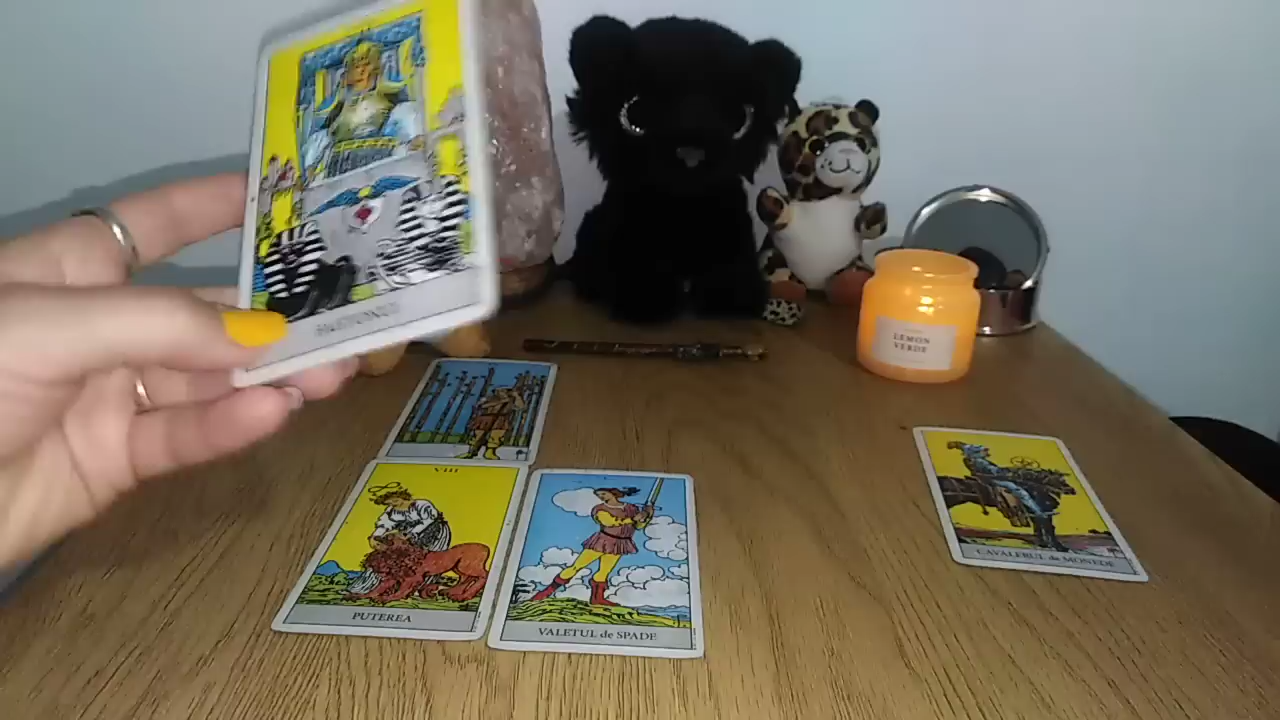 VIII
PUTEREA
VALETUL de SPADE
CAVALERUL de MONEDE
LEMON
VERDE